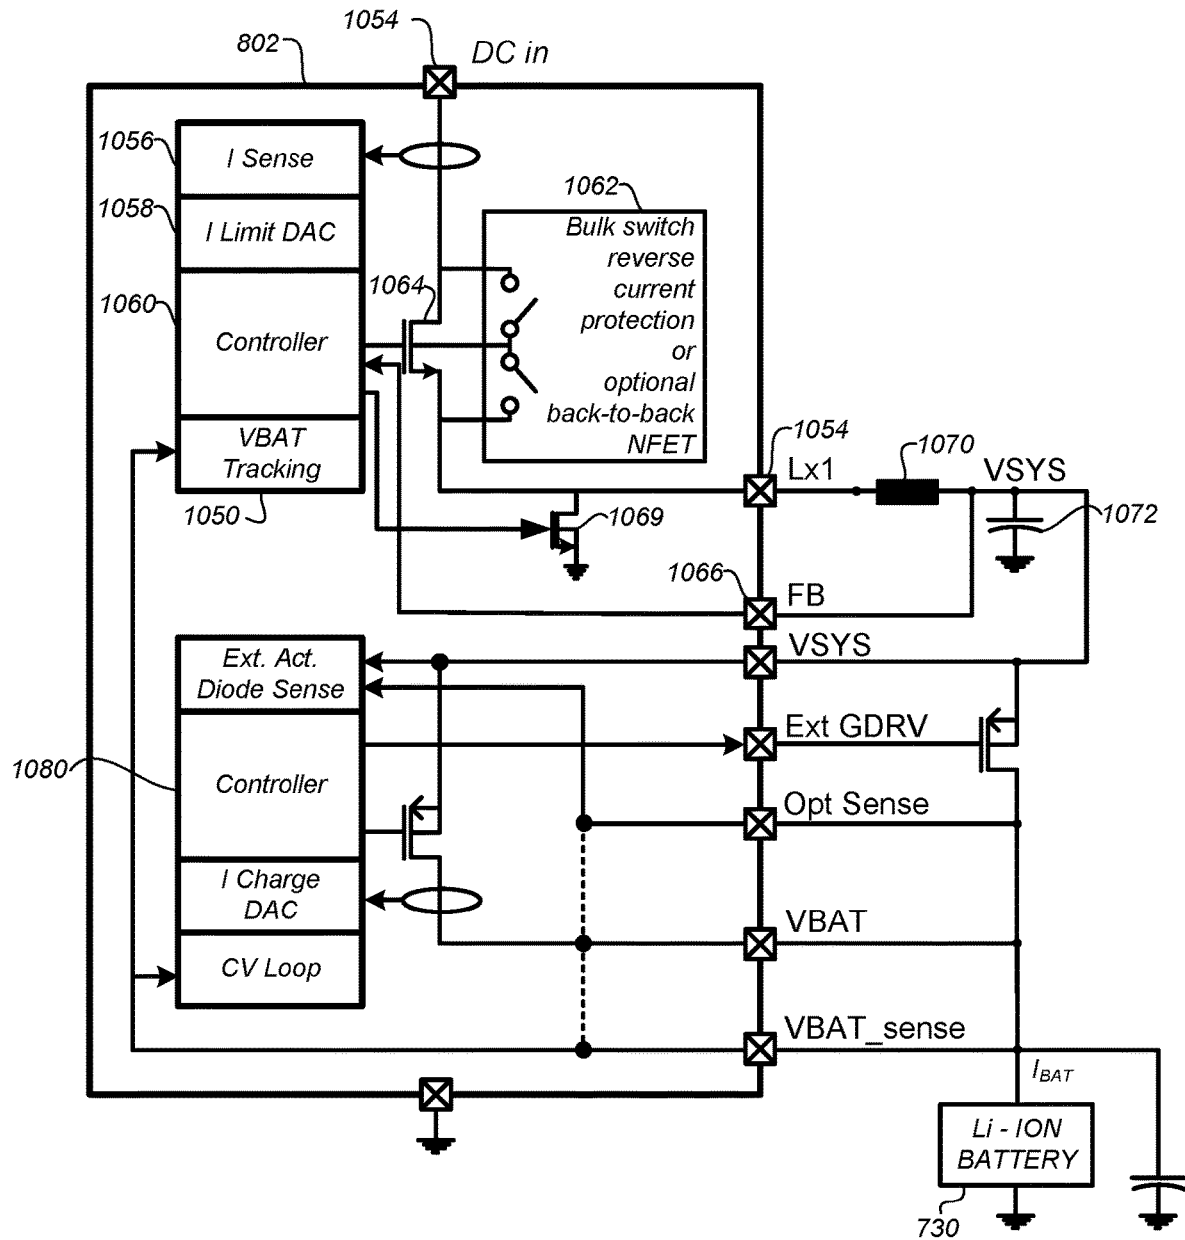 1054
DC in
802
1056
I Sense
1058
I Limit DAC
1060
Controller
VBAT
Tracking
1050
1064
1062
Bulk switch
reverse
current
protection
or
optional
back-to-back
NFET
1054
Lx1
1070
VSYS
1072
1069
1066
FB
VSYS
Ext. Act.
Diode Sense
Ext GDRV
1080
Controller
Opt Sense
I Charge
DAC
VBAT
CV Loop
VBAT_sense
IBAT
Li - ION
BATTERY
730